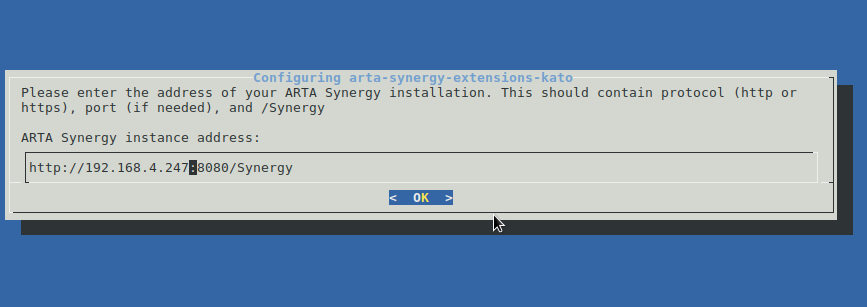 Configuring arta-synergy-extensions-kato
Please enter the address of your ARTA Synergy installation. This should contain protocol (http or
https), port (if needed), and /Synergy
ARTA Synergy instance address:
http://192.168.4.247:8080/Synergy
< OK >